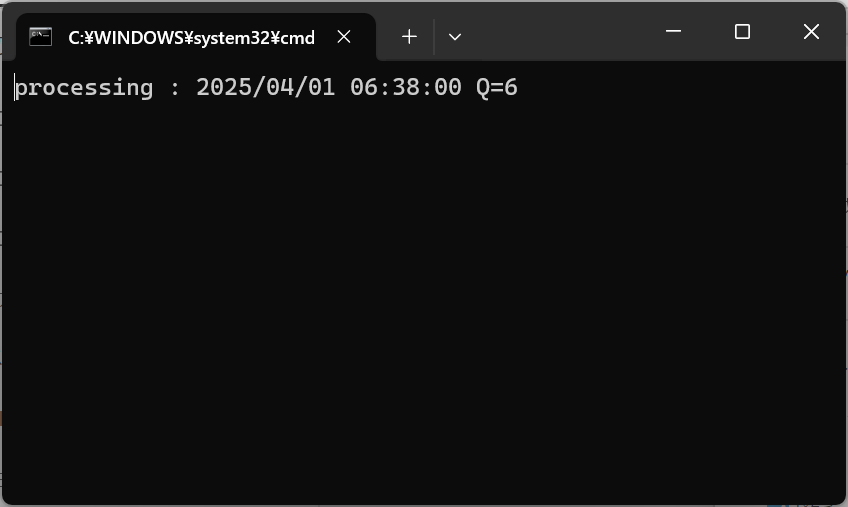 C:¥WINDOWS¥system32¥cmd
processing : 2025/04/01 06:38:00 Q=6